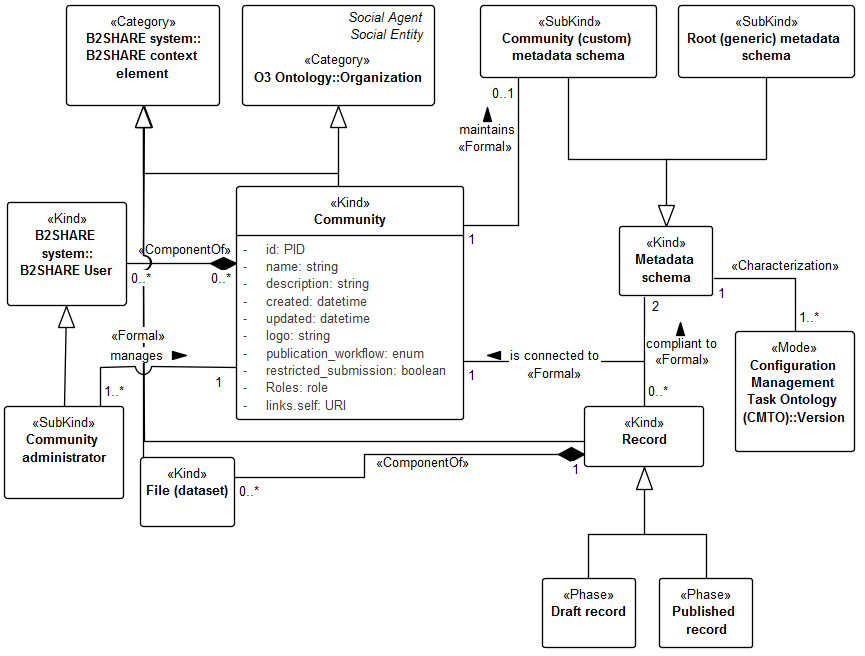 «Category»
B2SHARE system::
B2SHARE context
element
Social Agent
Social Entity
«Category»
O3 Ontology::Organization
«SubKind»
Community (custom)
metadata schema
«SubKind»
Root (generic) metadata
schema
0..1
maintains
«Formal»
«Kind»
B2SHARE
system::
B2SHARE User
«ComponentOf»
0..*
0..*
«Kind»
Community
- id: PID
- name: string
- description: string
- created: datetime
- updated: datetime
- logo: string
- publication_workflow: enum
- restricted_submission: boolean
- Roles: role
- links.self: URI
1
«Kind»
Metadata
schema
«Characterization»
1
1..*
2
«Formal»
manages
1..*
1
is connected to
«Formal»
1
compliant to
«Formal»
0..*
«Mode»
Configuration
Management
Task Ontology
(CMTO)::Version
«SubKind»
Community
administrator
«Kind»
Record
«Kind»
File (dataset)
0..*
«ComponentOf»
1
«Phase»
Draft record
«Phase»
Published
record